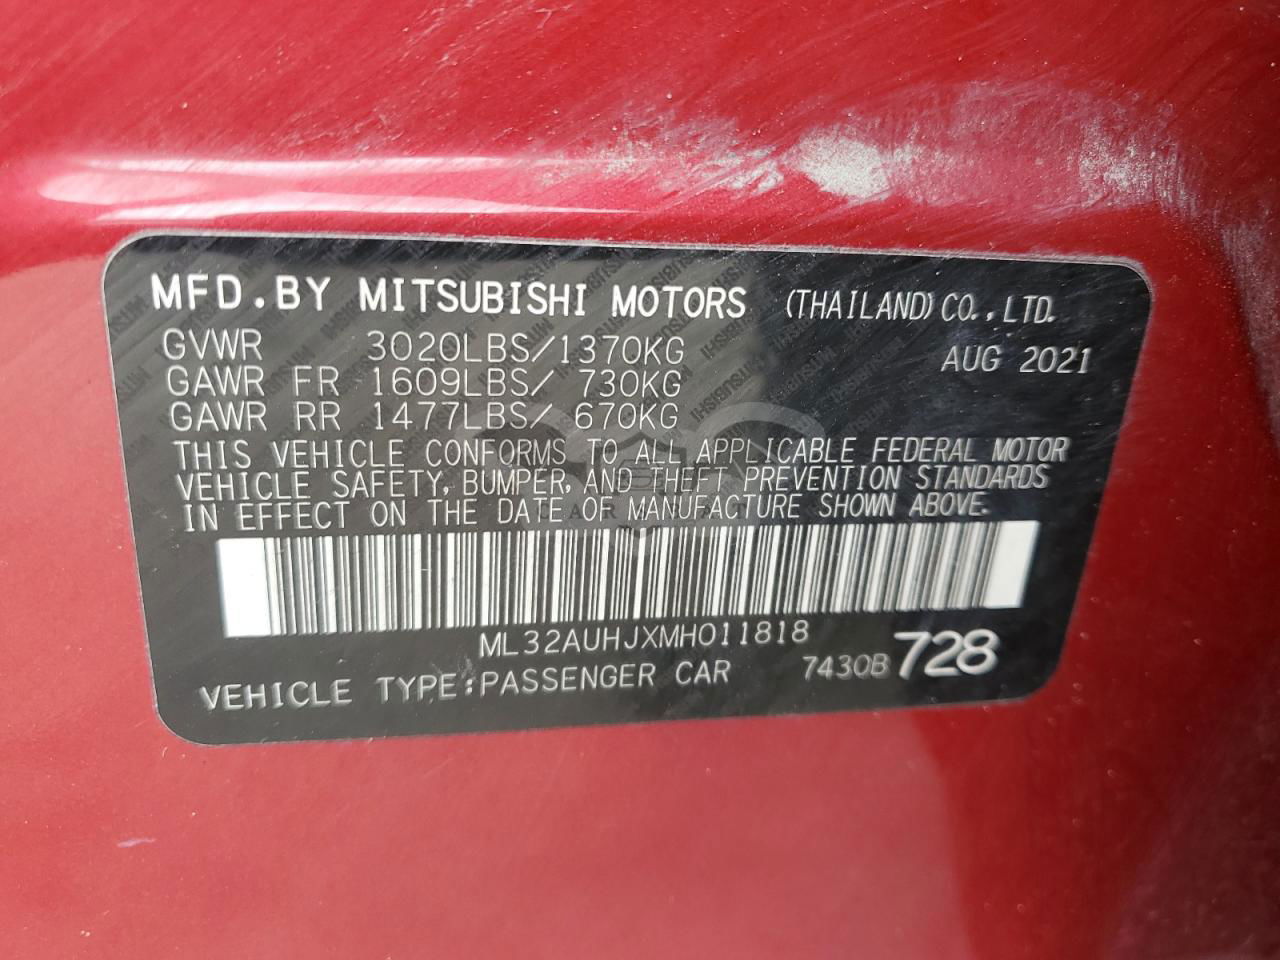 MFD.BY MITSUBISHI MOTORS (THAILAND) CO.,LTD.
GVWR 3020LBS/1370KG AUG 2021
GAWR FR 1609LBS/ 730KG
GAWR RR 1477LBS/ 670KG
THIS VEHICLE CONFORMS TO ALL APPLICABLE FEDERAL MOTOR
VEHICLE SAFETY, BUMPER, AND THEFT PREVENTION STANDARDS
IN EFFECT ON THE DATE OF MANUFACTURE SHOWN ABOVE.
ML32AUHJXMH011818
VEHICLE TYPE:PASSENGER CAR 7430B 728